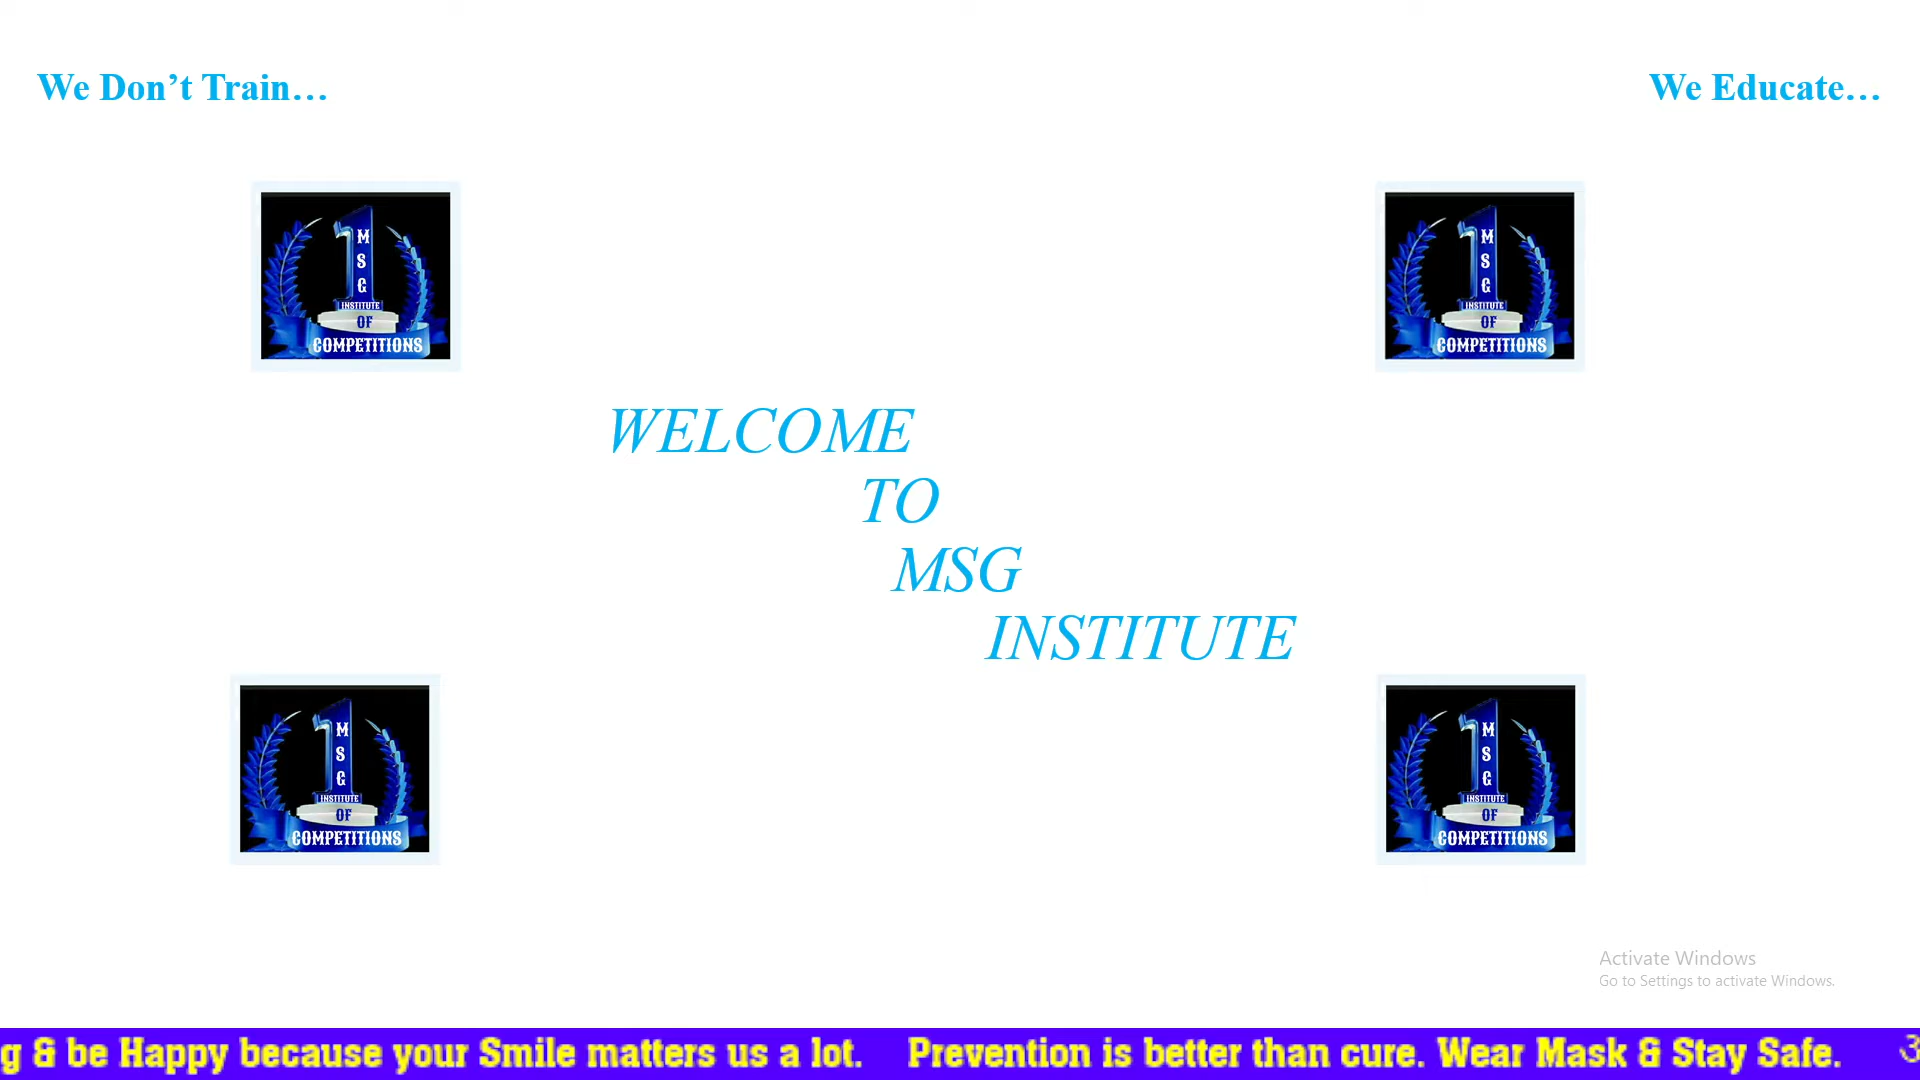 We Don’t Train…
We Educate…
M
S
G
INSTITUTE
OF
COMPETITIONS
M
S
G
INSTITUTE
OF
COMPETITIONS
WELCOME
TO
MSG
INSTITUTE
M
S
G
INSTITUTE
OF
COMPETITIONS
M
S
G
INSTITUTE
OF
COMPETITIONS
Activate Windows
Go to Settings to activate Windows.
g & be Happy because your Smile matters us a lot. Prevention is better than cure. Wear Mask & Stay Safe.